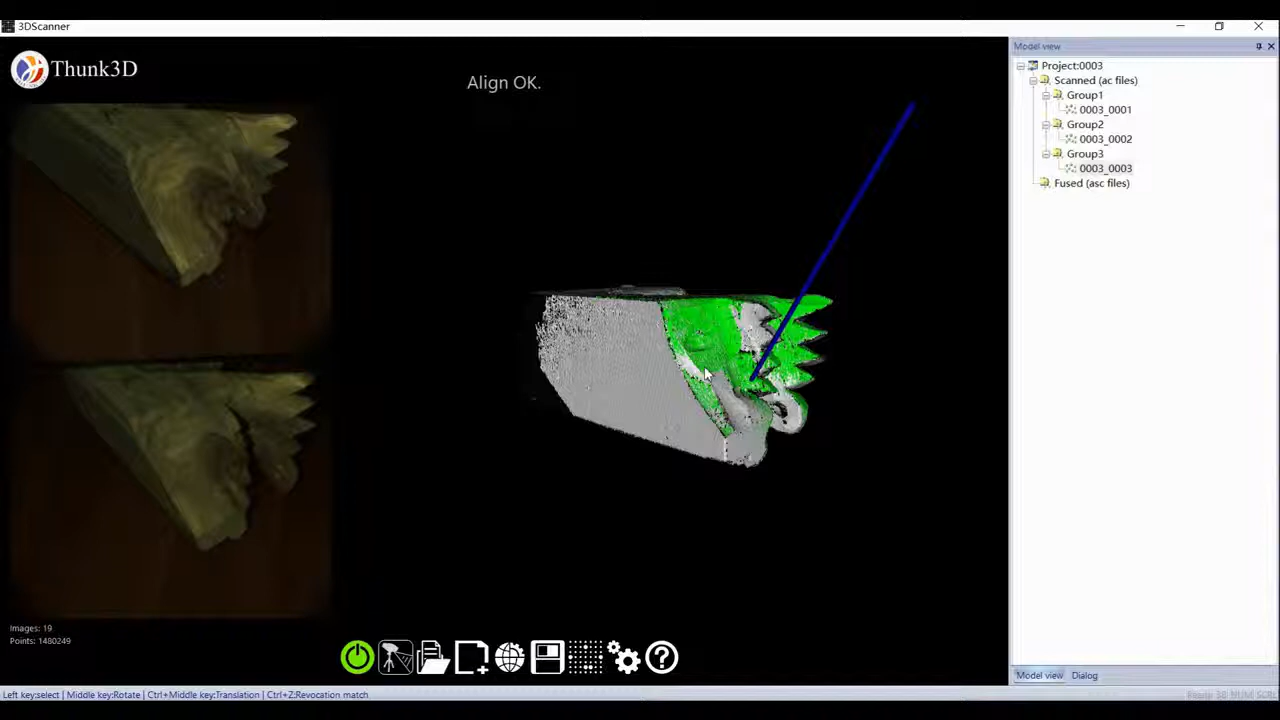 3DScanner
Thunk3D
Align OK.
Images: 19
Points: 1480249
Left key:select | Middle key:Rotate | Ctrl+Middle key:Translation | Ctrl+Z:Revocation match
Model view
Project:0003
Scanned (ac files)
Group1
0003_0001
Group2
0003_0002
Group3
0003_0003
Fused (asc files)
Model view
Dialog
NUM